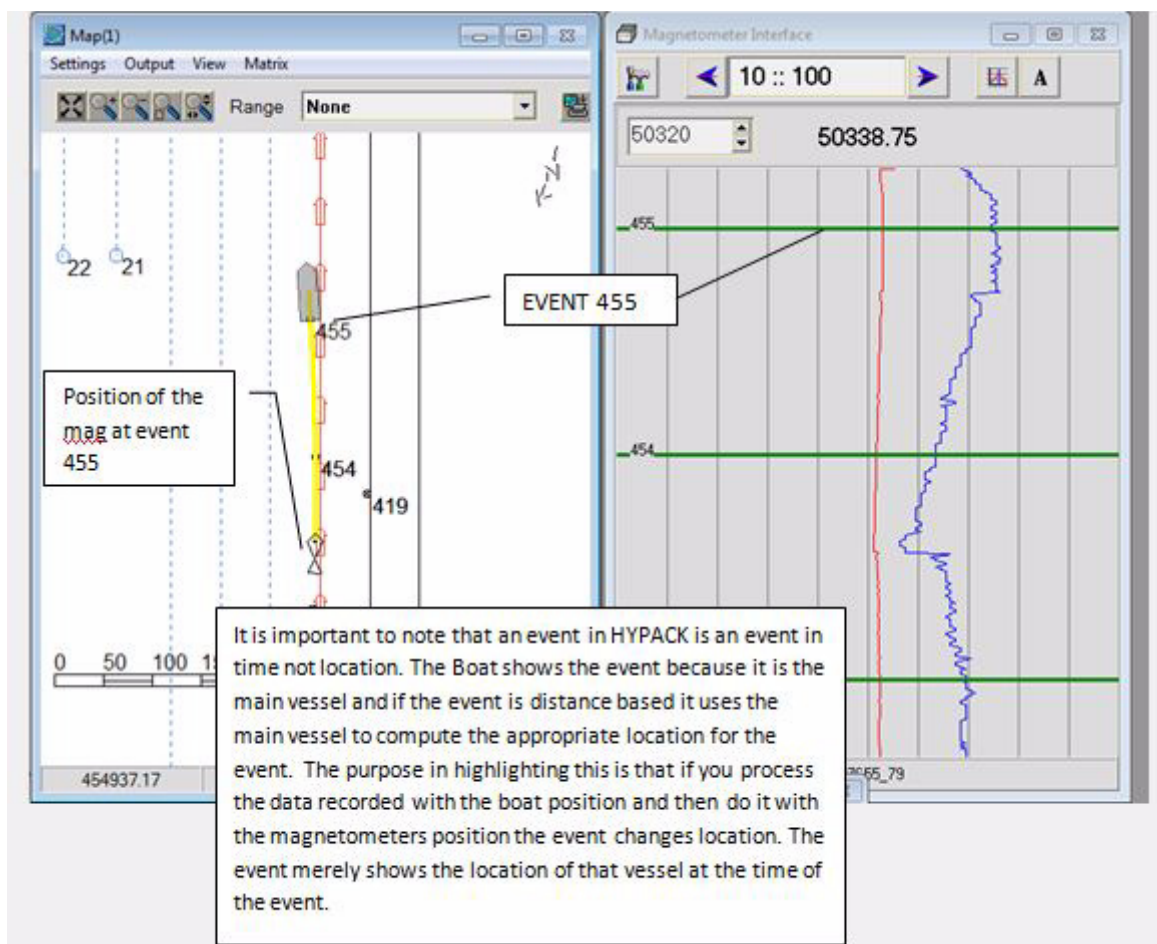 Map(1)
Settings Output View Matrix
Range None
22 21
455
454
419
0 50 100 1
454937.17
Magnetometer Interface
10 :: 100
A
50320 50338.75
455
454
EVENT 455
Position of the
mag at event
455
It is important to note that an event in HYPACK is an event in
time not location. The Boat shows the event because it is the
main vessel and if the event is distance based it uses the
main vessel to compute the appropriate location for the
event. The purpose in highlighting this is that if you process
the data recorded with the boat position and then do it with
the magnetometers position the event changes location. The
event merely shows the location of that vessel at the time of
the event.